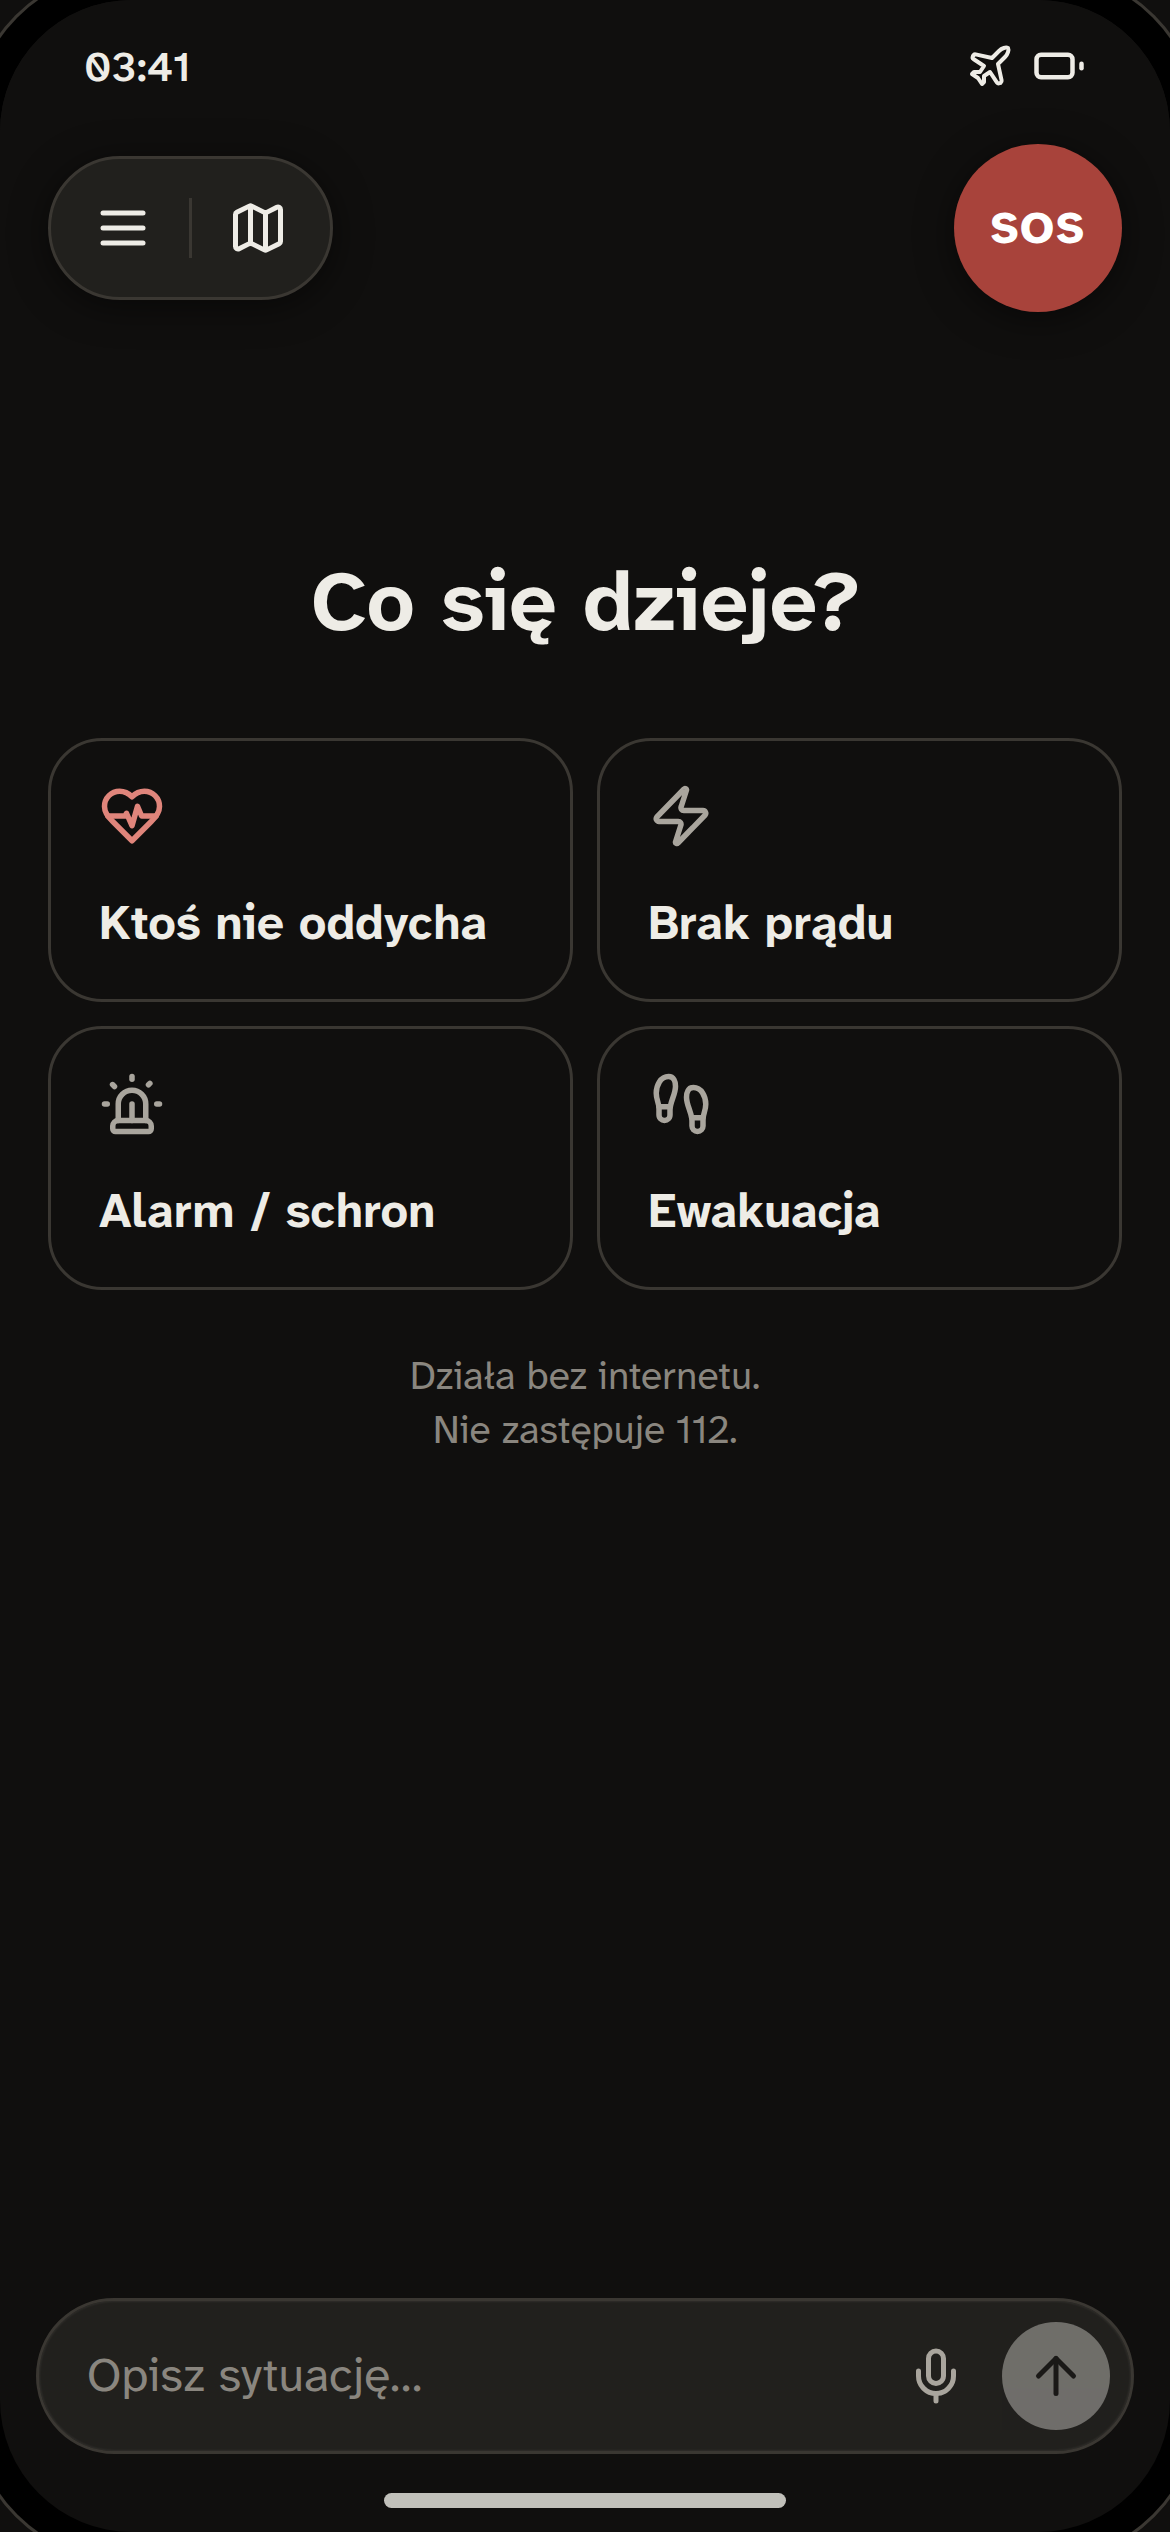 03:41
SOS
Co się dzieje?
Ktoś nie oddycha
Brak prądu
Alarm / schron
Ewakuacja
Działa bez internetu.
Nie zastępuje 112.
Opisz sytuację...